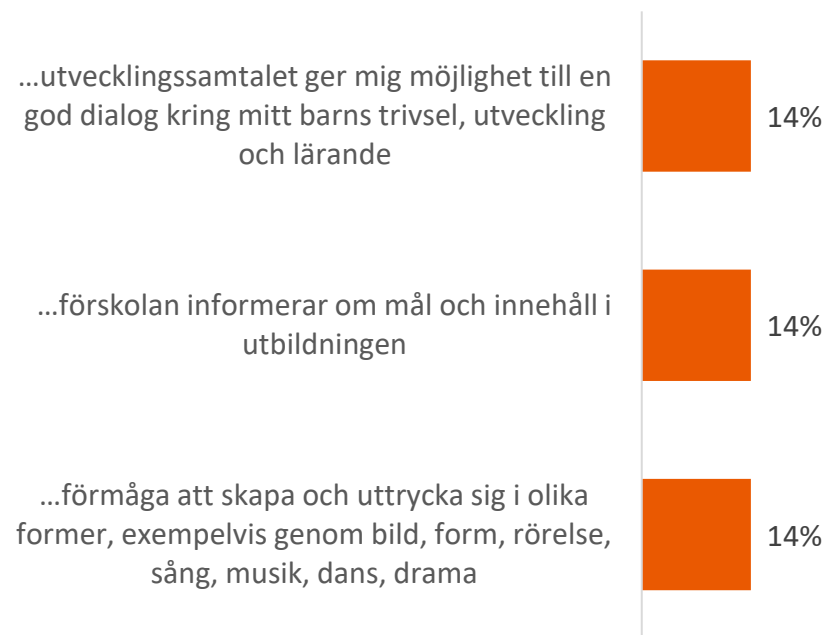 …utvecklingssamtalet ger mig möjlighet till en
god dialog kring mitt barns trivsel, utveckling
och lärande
14%
…förskolan informerar om mål och innehåll i
utbildningen
14%
…förmåga att skapa och uttrycka sig i olika
former, exempelvis genom bild, form, rörelse,
sång, musik, dans, drama
14%